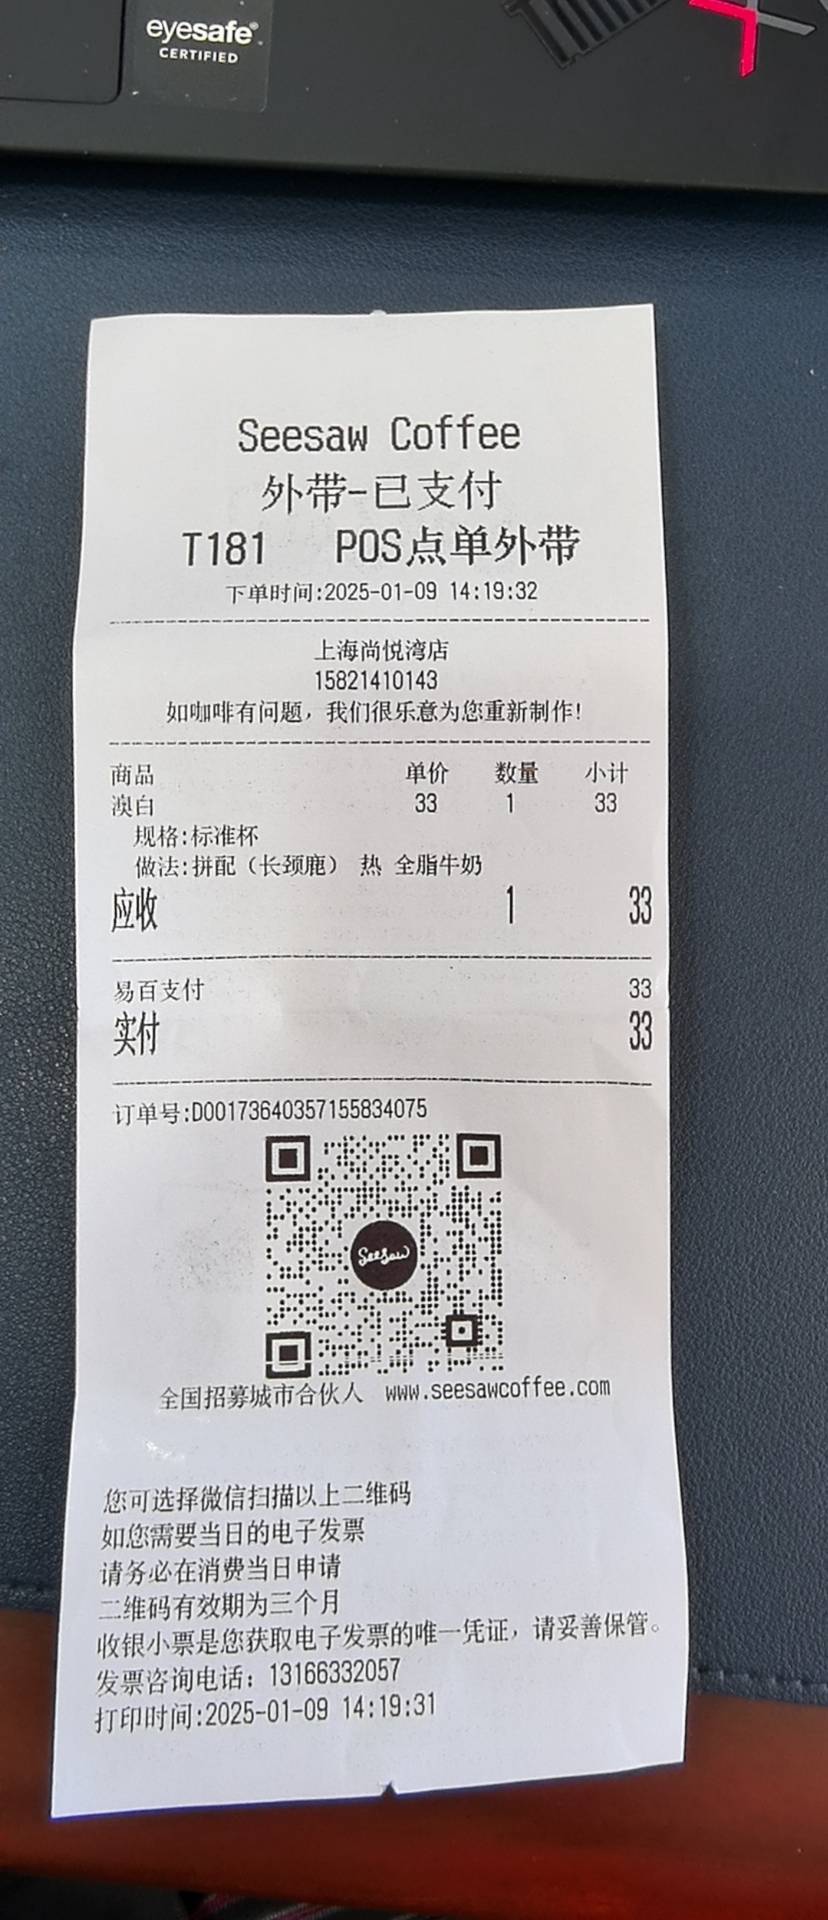 eyesafe®
CERTIFIED
Seesaw Coffee
外带-已支付
T181 POS点单外带
下单时间:2025-01-09 14:19:32
上海尚悦湾店
15821410143
如咖啡有问题，我们很乐意为您重新制作!
商品 单价 数量 小计
澳白 33 1 33
规格:标准杯
做法:拼配（长颈鹿） 热 全脂牛奶
应收 1 33
易百支付 33
实付 33
订单号:D00173640357155834075
SeeSaw
全国招募城市合伙人 www.seesawcoffee.com
您可选择微信扫描以上二维码
如您需要当日的电子发票
请务必在消费当日申请
二维码有效期为三个月
收银小票是您获取电子发票的唯一凭证，请妥善保管。
发票咨询电话：13166332057
打印时间:2025-01-09 14:19:31